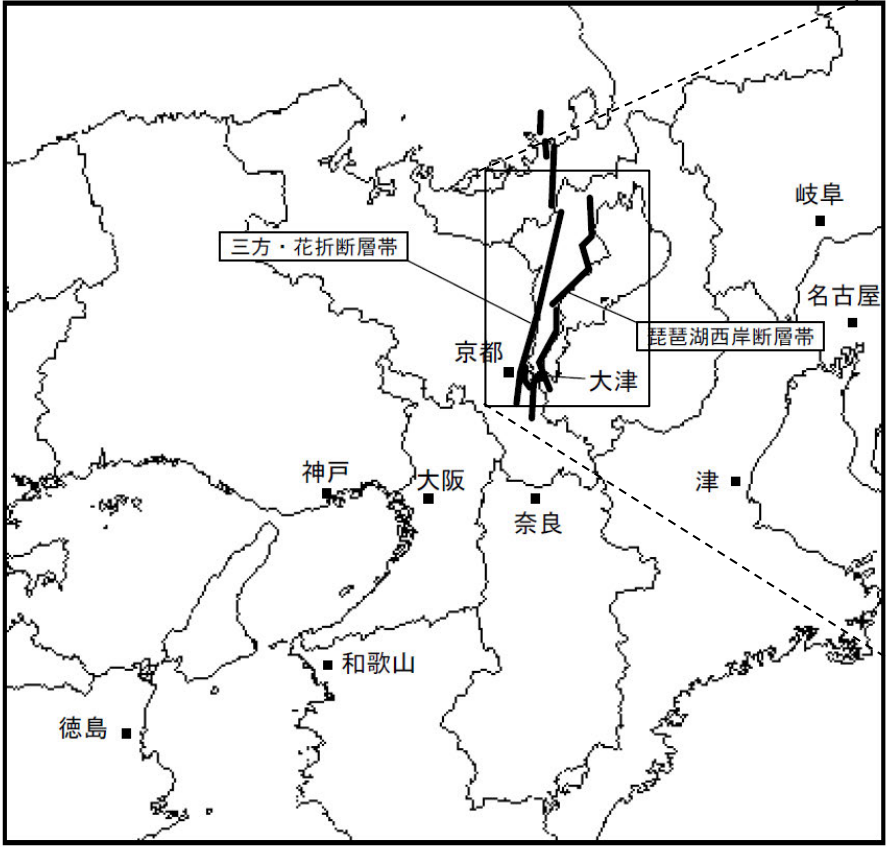 岐阜
三方・花折断層帯
名古屋
琵琶湖西岸断層帯
京都
大津
神戸
大阪
津
奈良
和歌山
徳島